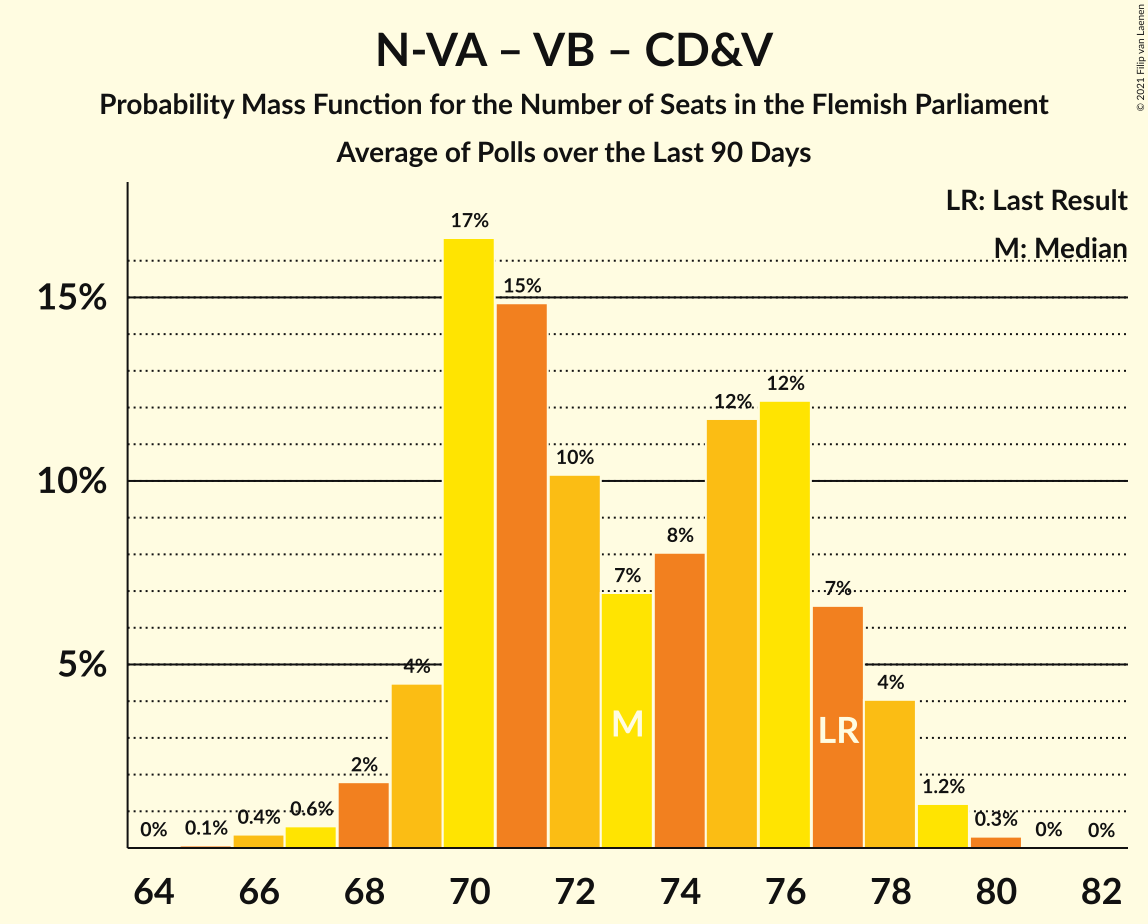 N-VA – VB – CD&V
Probability Mass Function for the Number of Seats in the Flemish Parliament
Average of Polls over the Last 90 Days
© 2021 Filip van Laenen
LR: Last Result
M: Median
15%
10%
5%
0%
0.1%
0.4%
0.6%
2%
4%
17%
15%
10%
7%
8%
12%
12%
7%
4%
1.2%
0.3%
0%
0%
M
LR
64 66 68 70 72 74 76 78 80 82